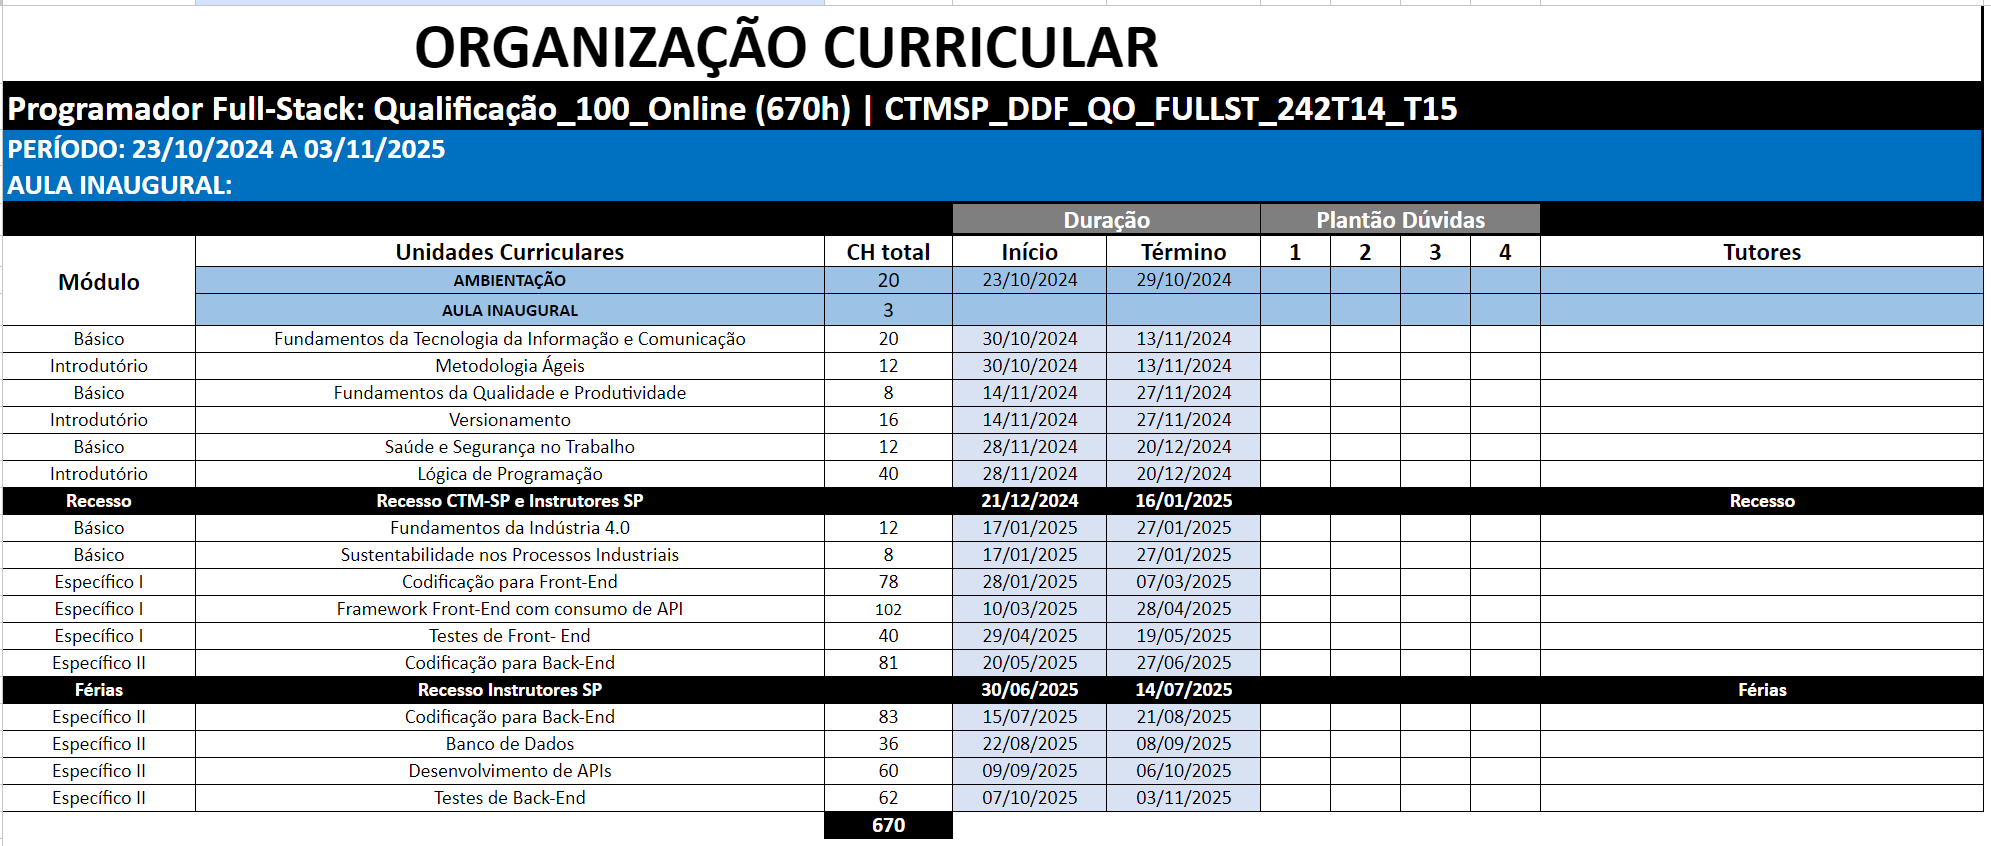 ORGANIZAÇÃO CURRICULAR
Programador Full-Stack: Qualificação_100_Online (670h) | CTMSP_DDF_QO_FULLST_242T14_T15
PERÍODO: 23/10/2024 A 03/11/2025
AULA INAUGURAL:
Duração Plantão Dúvidas
Módulo Unidades Curriculares CH total Início Término 1 2 3 4 Tutores
AMBIENTAÇÃO 20 23/10/2024 29/10/2024
AULA INAUGURAL 3
Básico Fundamentos da Tecnologia da Informação e Comunicação 20 30/10/2024 13/11/2024
Introdutório Metodologia Ágeis 12 30/10/2024 13/11/2024
Básico Fundamentos da Qualidade e Produtividade 8 14/11/2024 27/11/2024
Introdutório Versionamento 16 14/11/2024 27/11/2024
Básico Saúde e Segurança no Trabalho 12 28/11/2024 20/12/2024
Introdutório Lógica de Programação 40 28/11/2024 20/12/2024
Recesso Recesso CTM-SP e Instrutores SP 21/12/2024 16/01/2025 Recesso
Básico Fundamentos da Indústria 4.0 12 17/01/2025 27/01/2025
Básico Sustentabilidade nos Processos Industriais 8 17/01/2025 27/01/2025
Específico I Codificação para Front-End 78 28/01/2025 07/03/2025
Específico I Framework Front-End com consumo de API 102 10/03/2025 28/04/2025
Específico I Testes de Front- End 40 29/04/2025 19/05/2025
Específico II Codificação para Back-End 81 20/05/2025 27/06/2025
Férias Recesso Instrutores SP 30/06/2025 14/07/2025 Férias
Específico II Codificação para Back-End 83 15/07/2025 21/08/2025
Específico II Banco de Dados 36 22/08/2025 08/09/2025
Específico II Desenvolvimento de APIs 60 09/09/2025 06/10/2025
Específico II Testes de Back-End 62 07/10/2025 03/11/2025
670